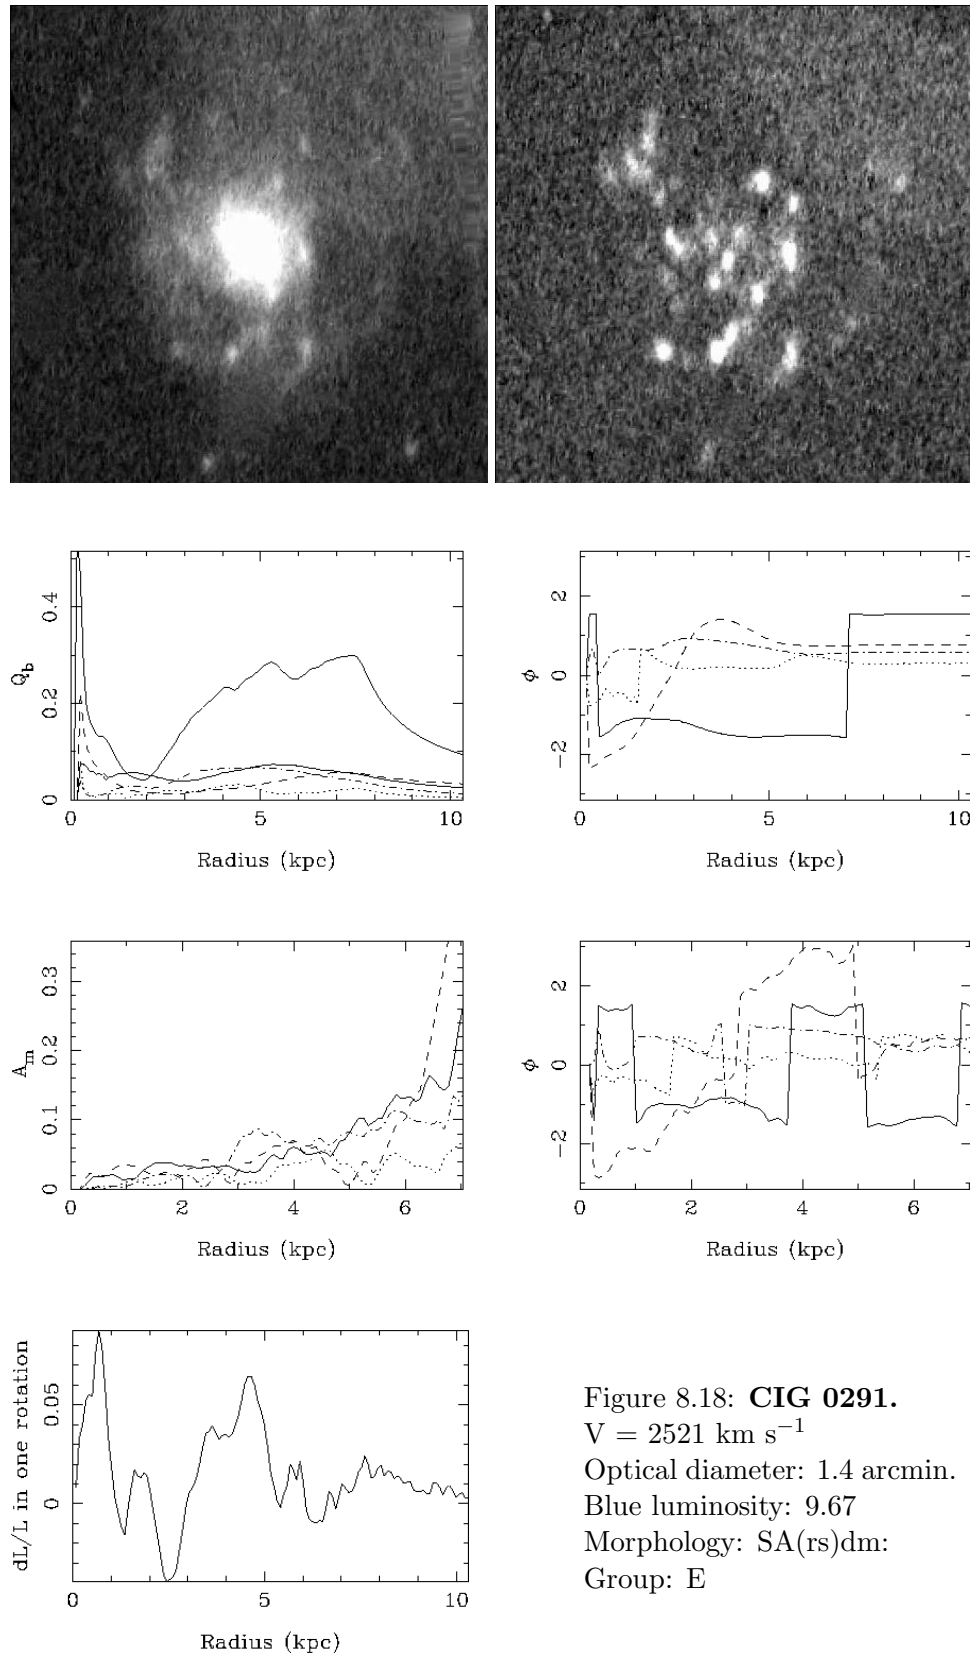 0.4
0.2
0
Q_b
0 5 10
Radius (kpc)
2
0
−2
φ
0 5 10
Radius (kpc)
0.3
0.2
0.1
0
A_m
0 2 4 6
Radius (kpc)
2
0
−2
φ
0 2 4 6
Radius (kpc)
0.05
0
dL/L in one rotation
0 5 10
Radius (kpc)
Figure 8.18: CIG 0291.
V = 2521 km s⁻¹
Optical diameter: 1.4 arcmin.
Blue luminosity: 9.67
Morphology: SA(rs)dm:
Group: E